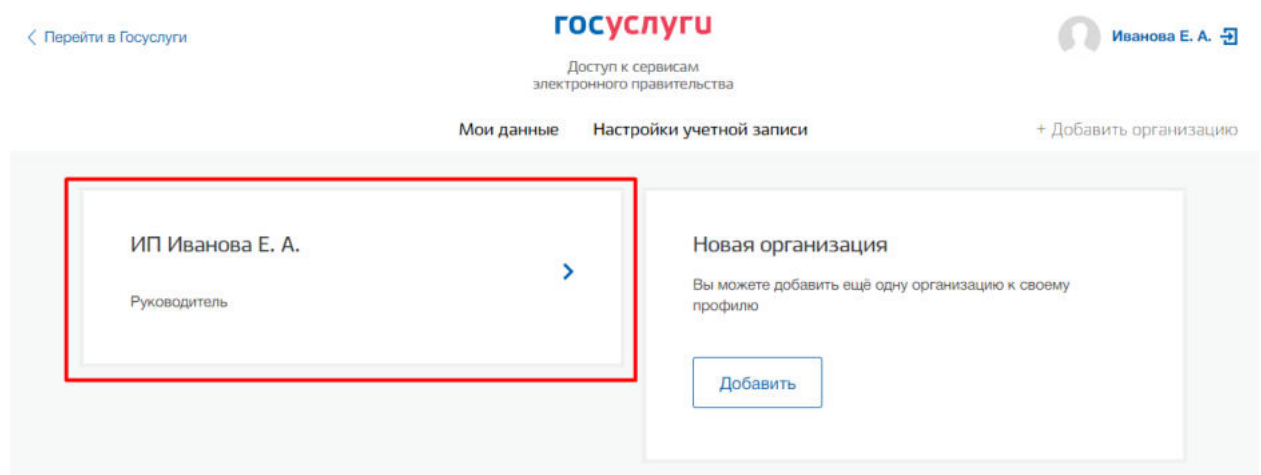 Перейти в Госуслуги
госуслуги
Иванова Е. А.
Доступ к сервисам
электронного правительства
Мои данные
Настройки учетной записи
+ Добавить организацию
ИП Иванова Е. А.
Руководитель
Новая организация
Вы можете добавить ещё одну организацию к своему
профилю
Добавить